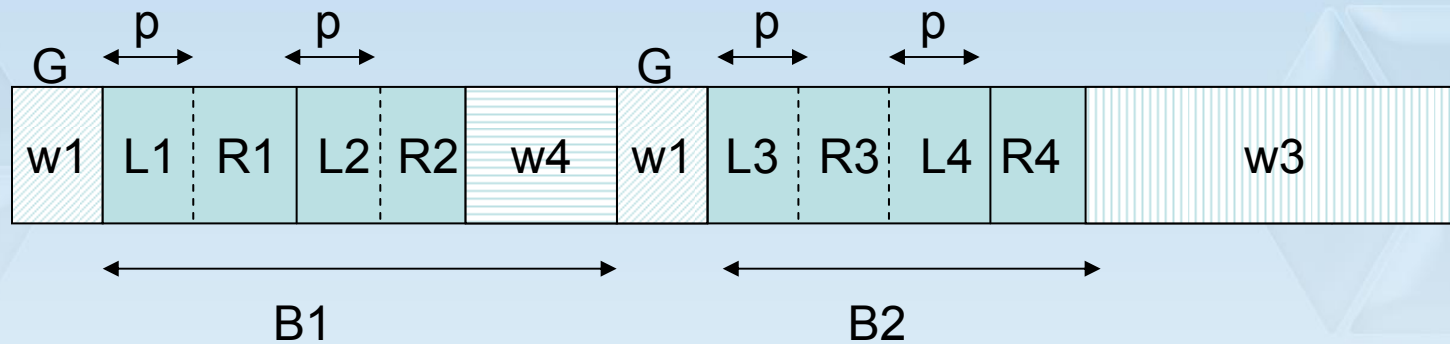 p p p p
G G
w1 L1 R1 L2 R2 w4 w1 L3 R3 L4 R4 w3
B1 B2